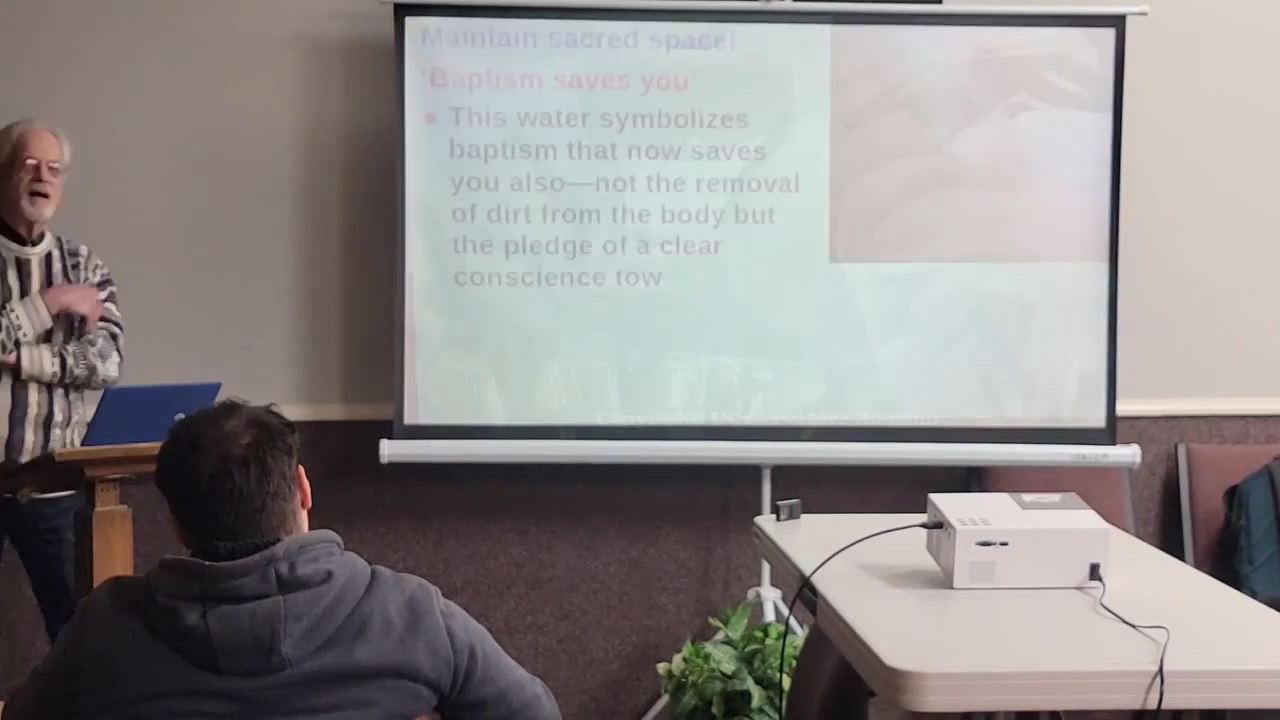 Maintain sacred space!
'Baptism saves you'
• This water symbolizes
baptism that now saves
you also—not the removal
of dirt from the body but
the pledge of a clear
conscience tow